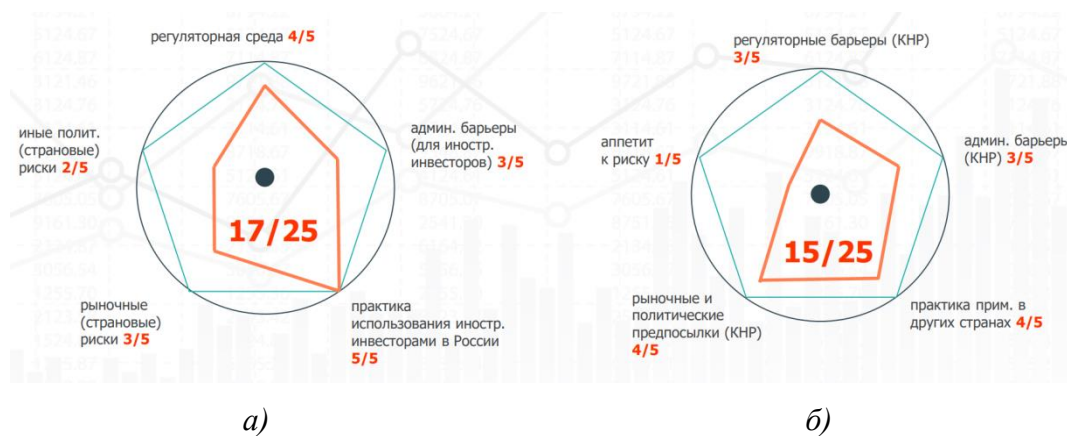 регуляторная среда 4/5
админ. барьеры
(для иностр.
инвесторов) 3/5
иные полит.
(страновые)
риски 2/5
17/25
рыночные
(страновые)
риски 3/5
практика
использования иностр.
инвесторами в России
5/5
а)
регуляторные барьеры (КНР)
3/5
админ. барьеры
(КНР) 3/5
аппетит
к риску 1/5
15/25
рыночные и
политические
предпосылки (КНР)
4/5
практика прим. в
других странах 4/5
б)